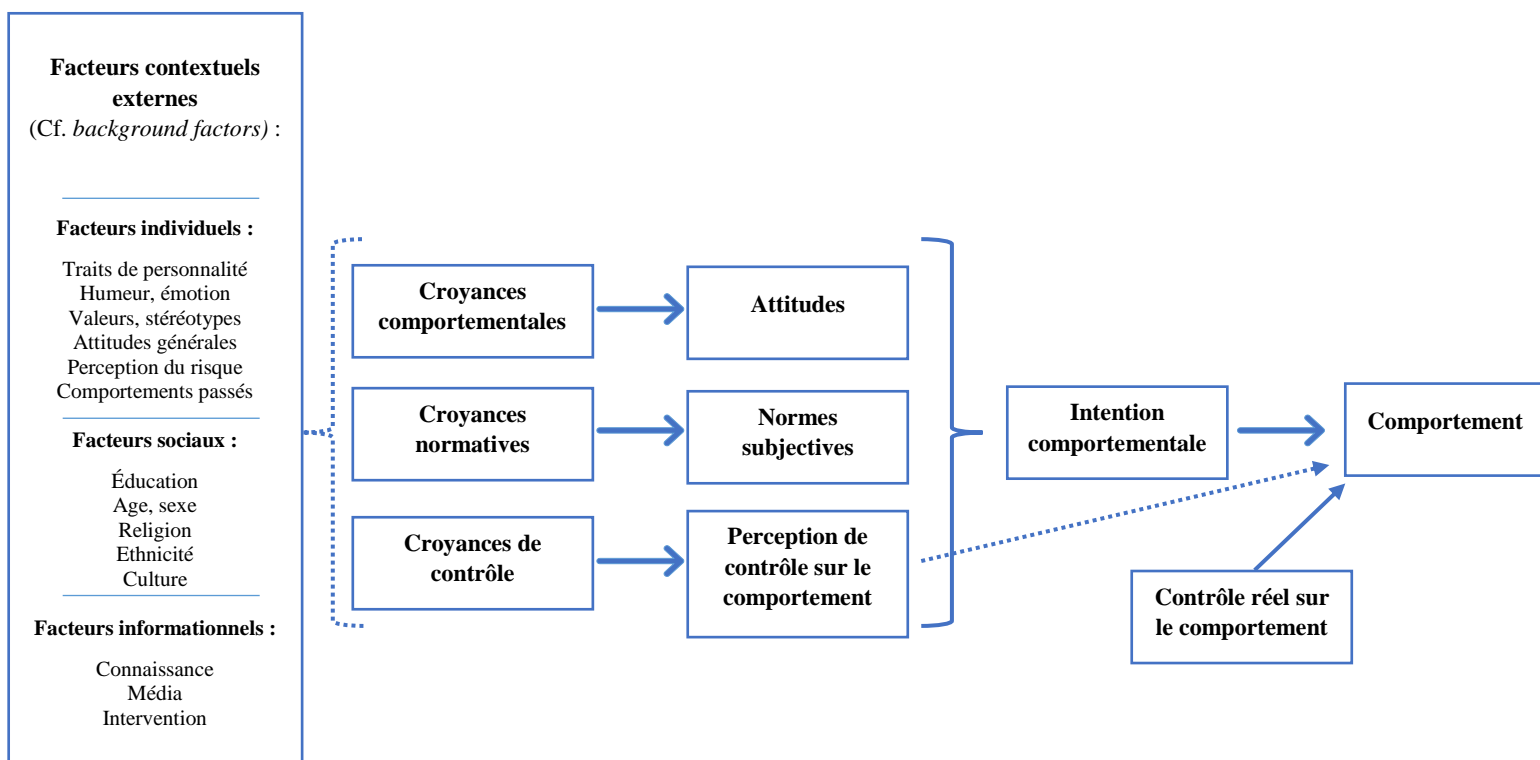 Facteurs contextuels
externes
(Cf. background factors) :
Facteurs individuels :
Traits de personnalité
Humeur, émotion
Valeurs, stéréotypes
Attitudes générales
Perception du risque
Comportements passés
Facteurs sociaux :
Éducation
Age, sexe
Religion
Ethnicité
Culture
Facteurs informationnels :
Connaissance
Média
Intervention
Croyances
comportementales
Attitudes
Croyances
normatives
Normes
subjectives
Croyances de
contrôle
Perception de
contrôle sur le
comportement
Intention
comportementale
Comportement
Contrôle réel sur
le comportement